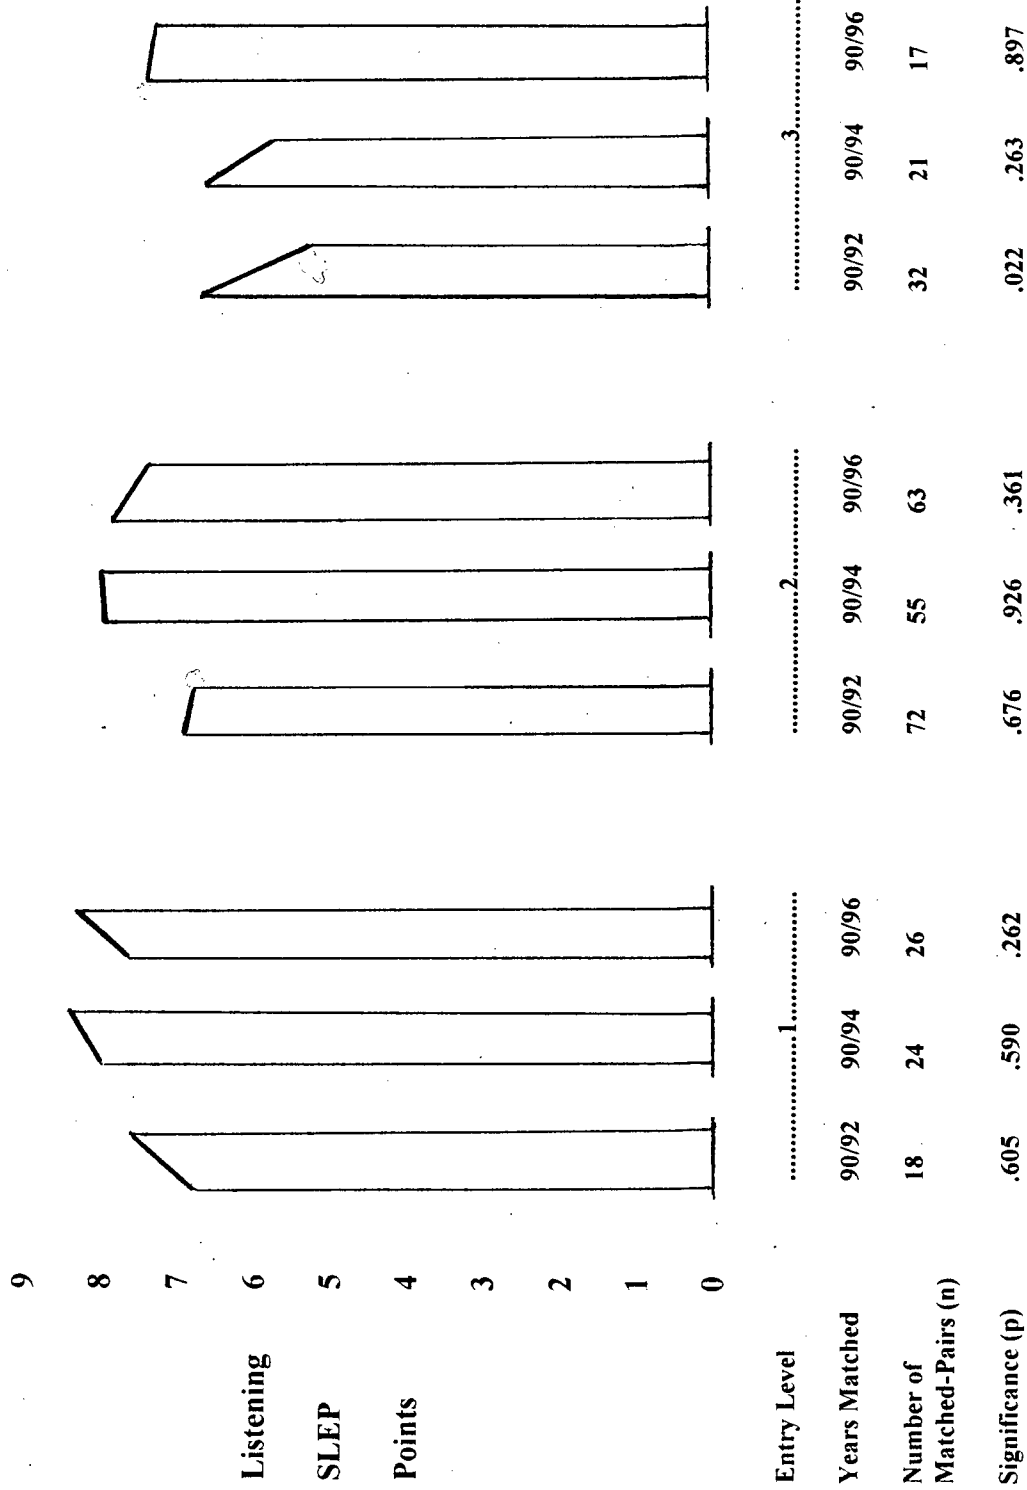 9
8
7
Listening 6
SLEP 5
Points 4
3
2
1
0
Entry Level ..................1.................. ..................2.................. ..................3..................
Years Matched 90/92 90/94 90/96 90/92 90/94 90/96 90/92 90/94 90/96
Number of
Matched-Pairs (n) 18 24 26 72 55 63 32 21 17
Significance (p) .605 .590 .262 .676 .926 .361 .022 .263 .897